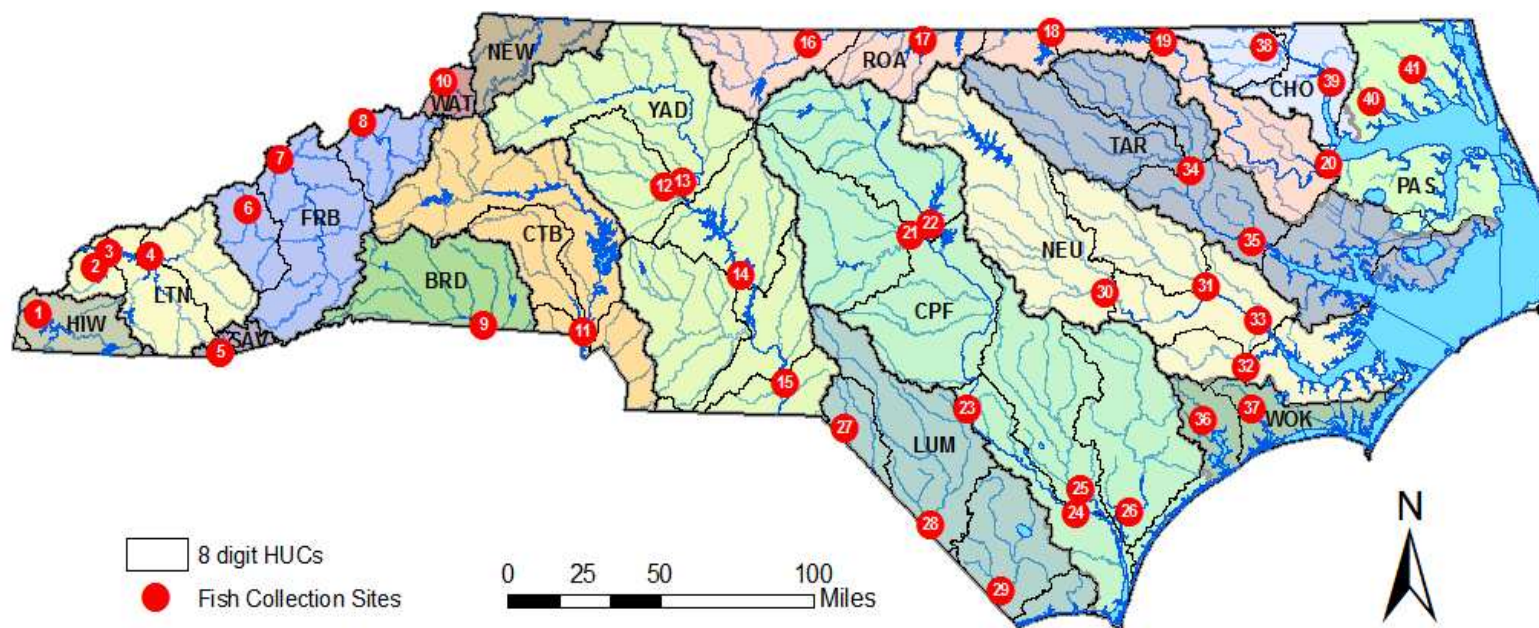 NEW
10
WAT
8
7
6
FRB
3
2
4
LTN
1
HIW
SAV
5
BRD
9
CTB
11
YAD
12
13
14
15
16
ROA
17
18
19
38
CHO
39
41
40
20
PAS
TAR
34
35
22
21
CPF
NEU
30
31
33
32
23
27
LUM
28
29
25
24
26
36
37
WOK
8 digit HUCs
Fish Collection Sites
0 25 50 100
Miles
N